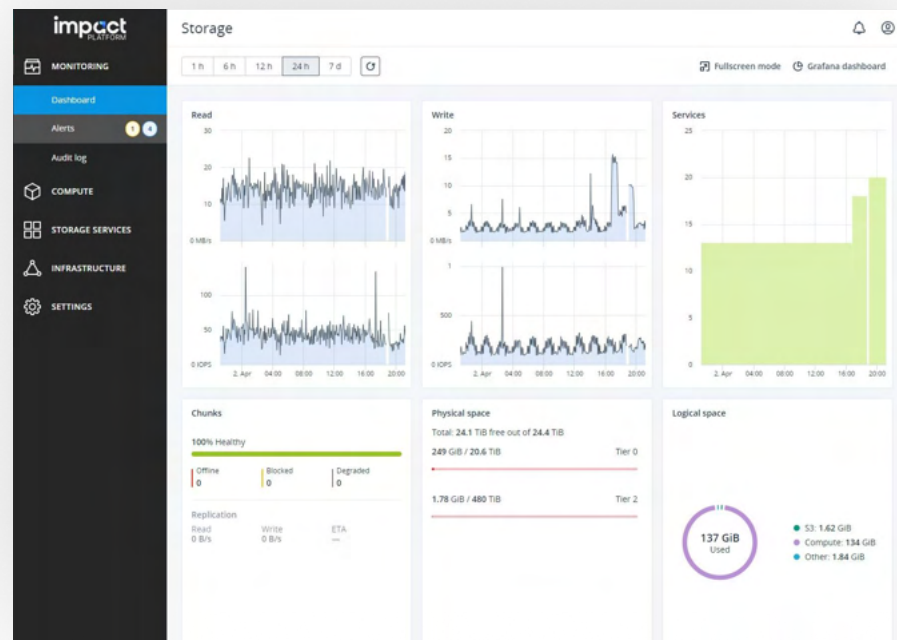 impact
PLATFORM
Storage
MONITORING
Dashboard
Alerts 1 4
Audit log
COMPUTE
STORAGE SERVICES
INFRASTRUCTURE
SETTINGS
1 h 6 h 12 h 24 h 7 d
Fullscreen mode Grafana dashboard
Read
30
20
10
0 MB/s
100
50
0 IOPS
2. Apr 04:00 08:00 12:00 16:00 20:00
Write
20
15
10
5
0 MB/s
1
500
0 IOPS
2. Apr 04:00 08:00 12:00 16:00 20:00
Services
25
20
15
10
5
0
2. Apr 04:00 08:00 12:00 16:00 20:00
Chunks
100% Healthy
Offline Blocked Degraded
0 0 0
Replication
Read Write ETA
0 B/s 0 B/s —
Physical space
Total: 24.1 TiB free out of 24.4 TiB
249 GiB / 20.6 TiB Tier 0
1.78 GiB / 480 TiB Tier 2
Logical space
137 GiB
Used
S3: 1.62 GiB
Compute: 134 GiB
Other: 1.84 GiB